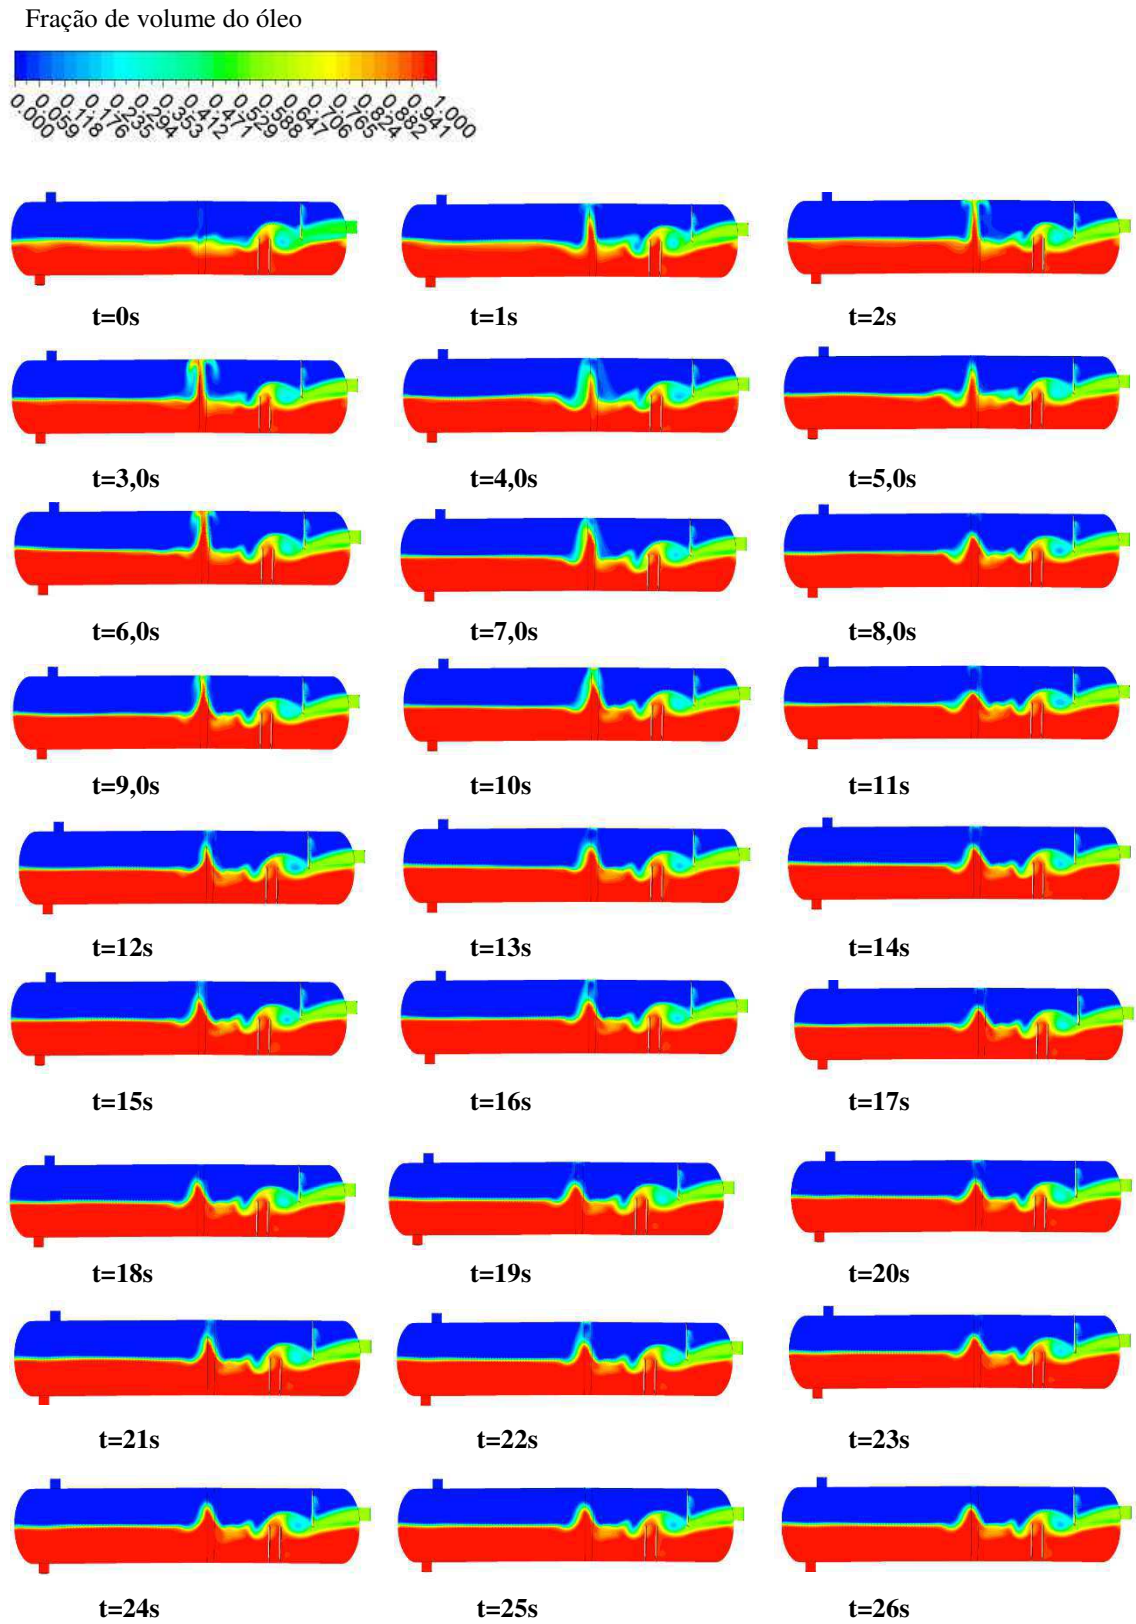 Fração de volume do óleo
0.000 0.059 0.118 0.176 0.235 0.294 0.353 0.412 0.471 0.529 0.588 0.647 0.706 0.765 0.824 0.882 0.941 1.000
t=0s t=1s t=2s
t=3,0s t=4,0s t=5,0s
t=6,0s t=7,0s t=8,0s
t=9,0s t=10s t=11s
t=12s t=13s t=14s
t=15s t=16s t=17s
t=18s t=19s t=20s
t=21s t=22s t=23s
t=24s t=25s t=26s